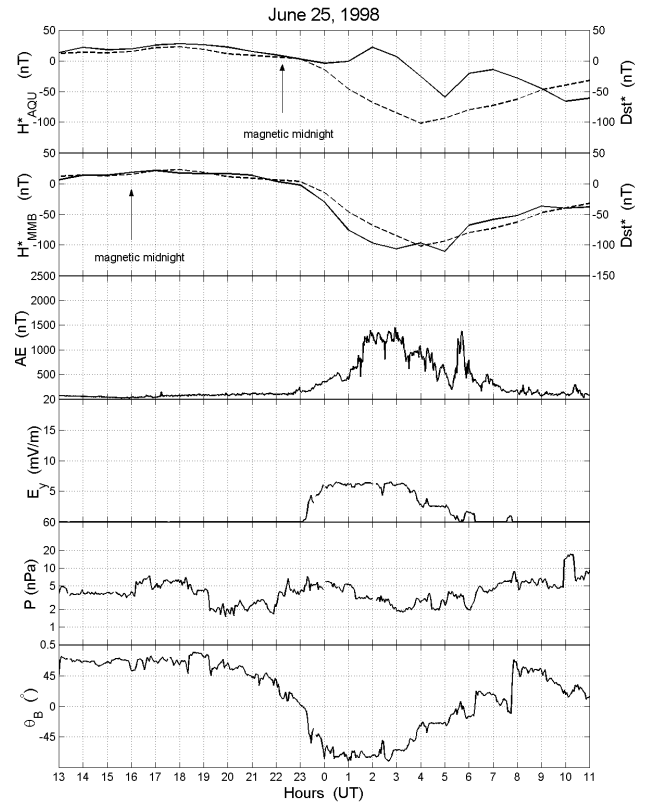 June 25, 1998
50
0
-50
-100
H*,AQU (nT)
magnetic midnight
50
0
-50
-100
Dst* (nT)
50
0
-50
-100
H*,MMB (nT)
magnetic midnight
50
0
-50
-100
-150
Dst* (nT)
2500
2000
1500
1000
500
AE (nT)
20
15
10
5
Ey (mV/m)
60
20
10
5
2
1
P (nPa)
0.5
45
0
-45
θB (°)
13 14 15 16 17 18 19 20 21 22 23 0 1 2 3 4 5 6 7 8 9 10 11
Hours (UT)